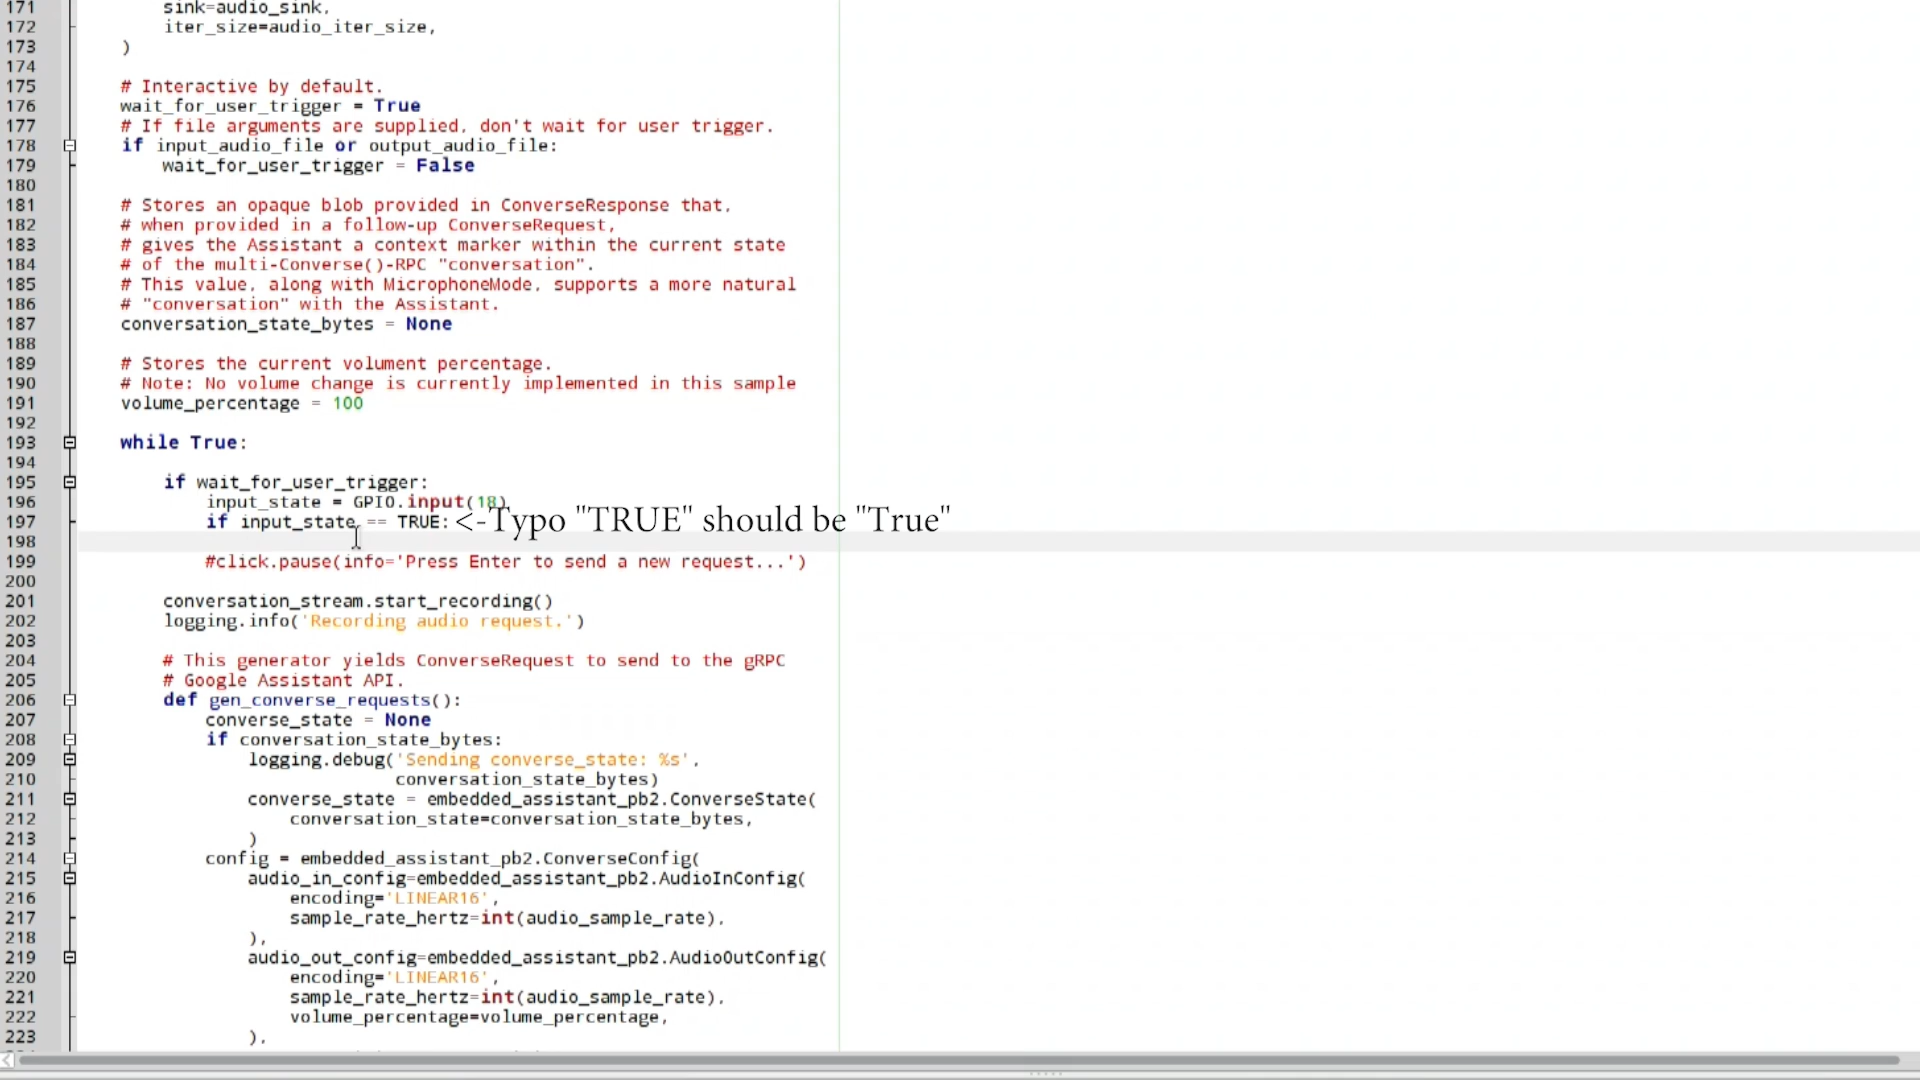 171 sink=audio_sink,
172 iter_size=audio_iter_size,
173 )
174
175 # Interactive by default.
176 wait_for_user_trigger = True
177 # If file arguments are supplied, don't wait for user trigger.
178 if input_audio_file or output_audio_file:
179 wait_for_user_trigger = False
180
181 # Stores an opaque blob provided in ConverseResponse that,
182 # when provided in a follow-up ConverseRequest,
183 # gives the Assistant a context marker within the current state
184 # of the multi-Converse()-RPC "conversation".
185 # This value, along with MicrophoneMode, supports a more natural
186 # "conversation" with the Assistant.
187 conversation_state_bytes = None
188
189 # Stores the current volument percentage.
190 # Note: No volume change is currently implemented in this sample
191 volume_percentage = 100
192
193 while True:
194
195 if wait_for_user_trigger:
196 input_state = GPIO.input(18)
197 if input_state == TRUE: <-Typo "TRUE" should be "True"
198
199 #click.pause(info='Press Enter to send a new request...')
200
201 conversation_stream.start_recording()
202 logging.info('Recording audio request.')
203
204 # This generator yields ConverseRequest to send to the gRPC
205 # Google Assistant API.
206 def gen_converse_requests():
207 converse_state = None
208 if conversation_state_bytes:
209 logging.debug('Sending converse_state: %s',
210 conversation_state_bytes)
211 converse_state = embedded_assistant_pb2.ConverseState(
212 conversation_state=conversation_state_bytes,
213 )
214 config = embedded_assistant_pb2.ConverseConfig(
215 audio_in_config=embedded_assistant_pb2.AudioInConfig(
216 encoding='LINEAR16',
217 sample_rate_hertz=int(audio_sample_rate),
218 ),
219 audio_out_config=embedded_assistant_pb2.AudioOutConfig(
220 encoding='LINEAR16',
221 sample_rate_hertz=int(audio_sample_rate),
222 volume_percentage=volume_percentage,
223 ),